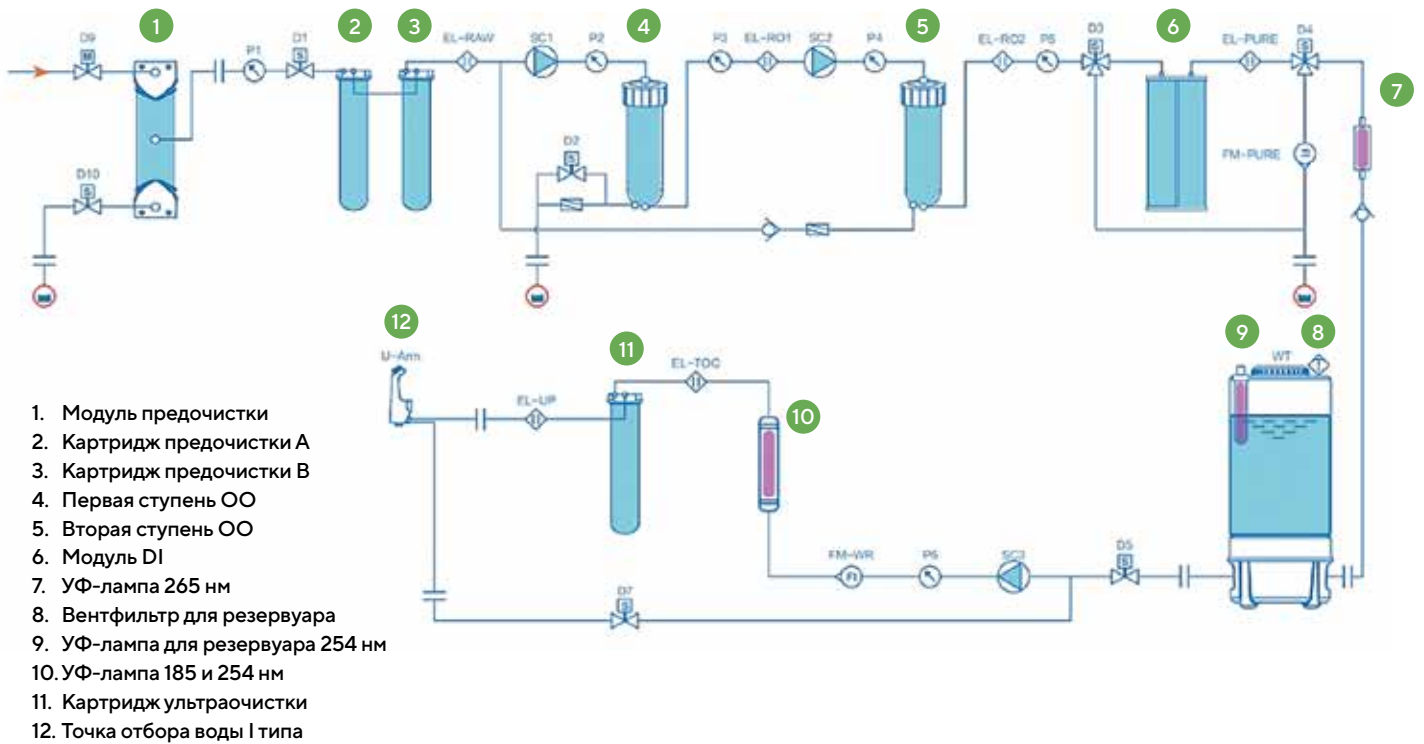 1
2
3
4
5
6
7
D9
P1
D1
EL-RAW
SC1
P2
P3
EL-RO1
SC2
P4
EL-RO2
P5
D3
EL-PURE
D4
D10
D2
FM-PURE
12
U-Arm
11
EL-TOC
EL-UP
10
9
8
WT
T
FM-WR
FI
P6
SC3
D5
D7
1. Модуль предочистки
2. Картридж предочистки A
3. Картридж предочистки B
4. Первая ступень ОО
5. Вторая ступень ОО
6. Модуль DI
7. УФ-лампа 265 нм
8. Вентфильтр для резервуара
9. УФ-лампа для резервуара 254 нм
10. УФ-лампа 185 и 254 нм
11. Картридж ультраочистки
12. Точка отбора воды I типа